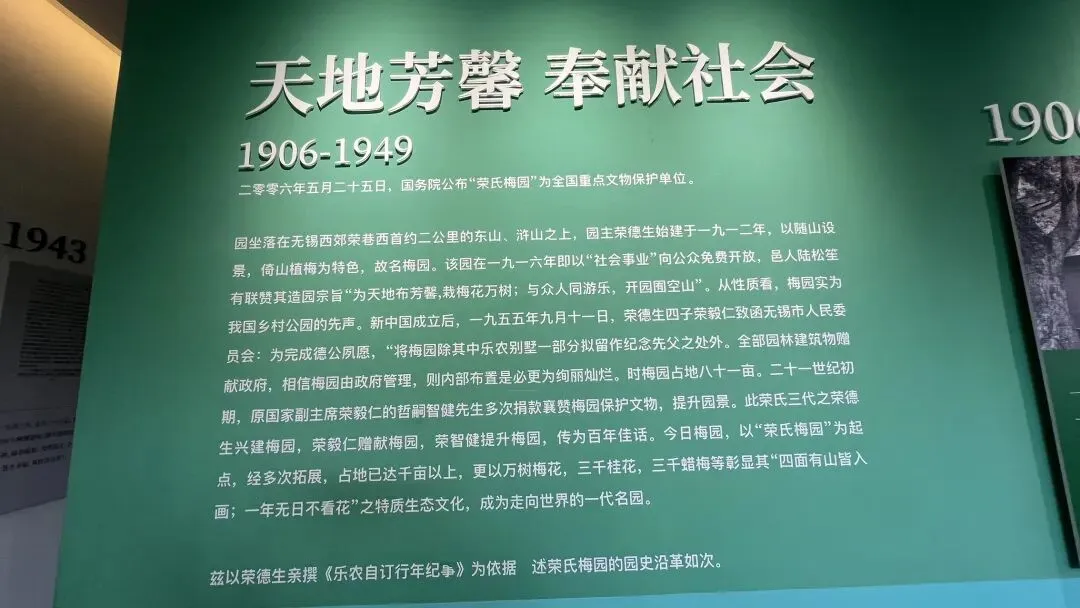 天地芳馨 奉献社会
1906-1949
二零零六年五月二十五日，国务院公布“荣氏梅园”为全国重点文物保护单位。
园坐落在无锡西郊荣巷西首约二公里的东山、浒山之上，园主荣德生始建于一九一二年，以随山设
景，倚山植梅为特色，故名梅园。该园在一九一六年即以“社会事业”向公众免费开放，邑人陆松笙
有联赞其造园宗旨“为天地布芳馨,栽梅花万树；与众人同游乐，开园囿空山”。从性质看，梅园实为
我国乡村公园的先声。新中国成立后，一九五五年九月十一日，荣德生四子荣毅仁致函无锡市人民委
员会：为完成德公夙愿，“将梅园除其中乐农别墅一部分拟留作纪念先父之处外。全部园林建筑物赠
献政府，相信梅园由政府管理，则内部布置是必更为绚丽灿烂。时梅园占地八十一亩。二十一世纪初
期，原国家副主席荣毅仁的哲嗣智健先生多次捐款襄赞梅园保护文物，提升园景。此荣氏三代之荣德
生兴建梅园，荣毅仁赠献梅园，荣智健提升梅园，传为百年佳话。今日梅园，以“荣氏梅园”为起
点，经多次拓展，占地已达千亩以上，更以万树梅花，三千桂花，三千蜡梅等彰显其“四面有山皆入
画；一年无日不看花”之特质生态文化，成为走向世界的一代名园。
兹以荣德生亲撰《乐农自订行年纪事》为依据 述荣氏梅园的园史沿革如次。
1943
190